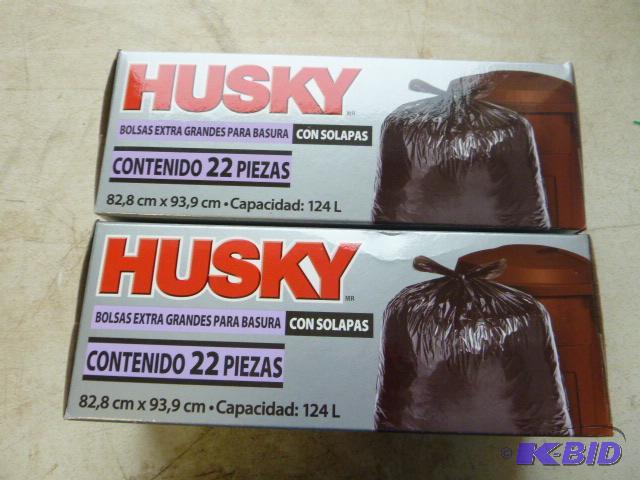 HUSKY
MR
BOLSAS EXTRA GRANDES PARA BASURA CON SOLAPAS
CONTENIDO 22 PIEZAS
82,8 cm x 93,9 cm • Capacidad: 124 L
HUSKY
MR
BOLSAS EXTRA GRANDES PARA BASURA CON SOLAPAS
CONTENIDO 22 PIEZAS
82,8 cm x 93,9 cm • Capacidad: 124 L
© K-BID